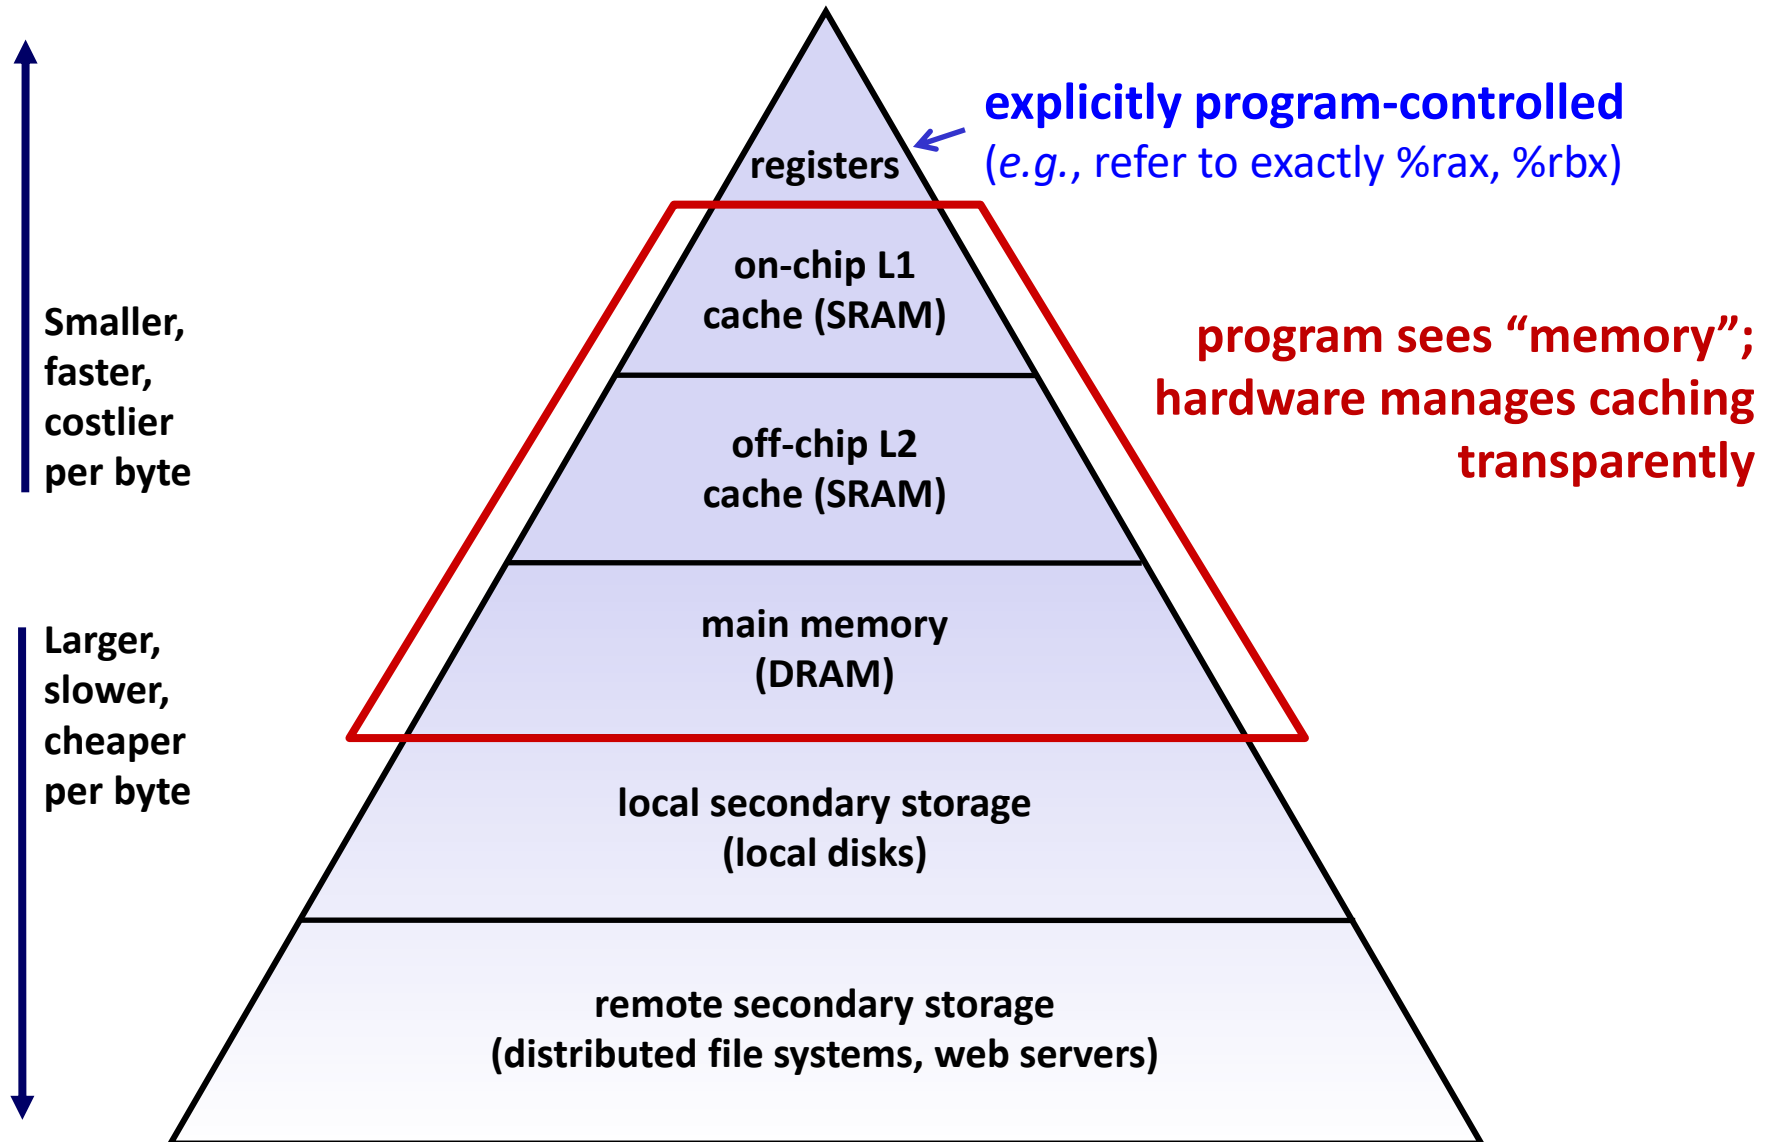 explicitly program-controlled
(e.g., refer to exactly %rax, %rbx)
registers
on-chip L1
cache (SRAM)
Smaller,
faster,
costlier
per byte
program sees “memory”;
hardware manages caching
transparently
off-chip L2
cache (SRAM)
main memory
(DRAM)
Larger,
slower,
cheaper
per byte
local secondary storage
(local disks)
remote secondary storage
(distributed file systems, web servers)